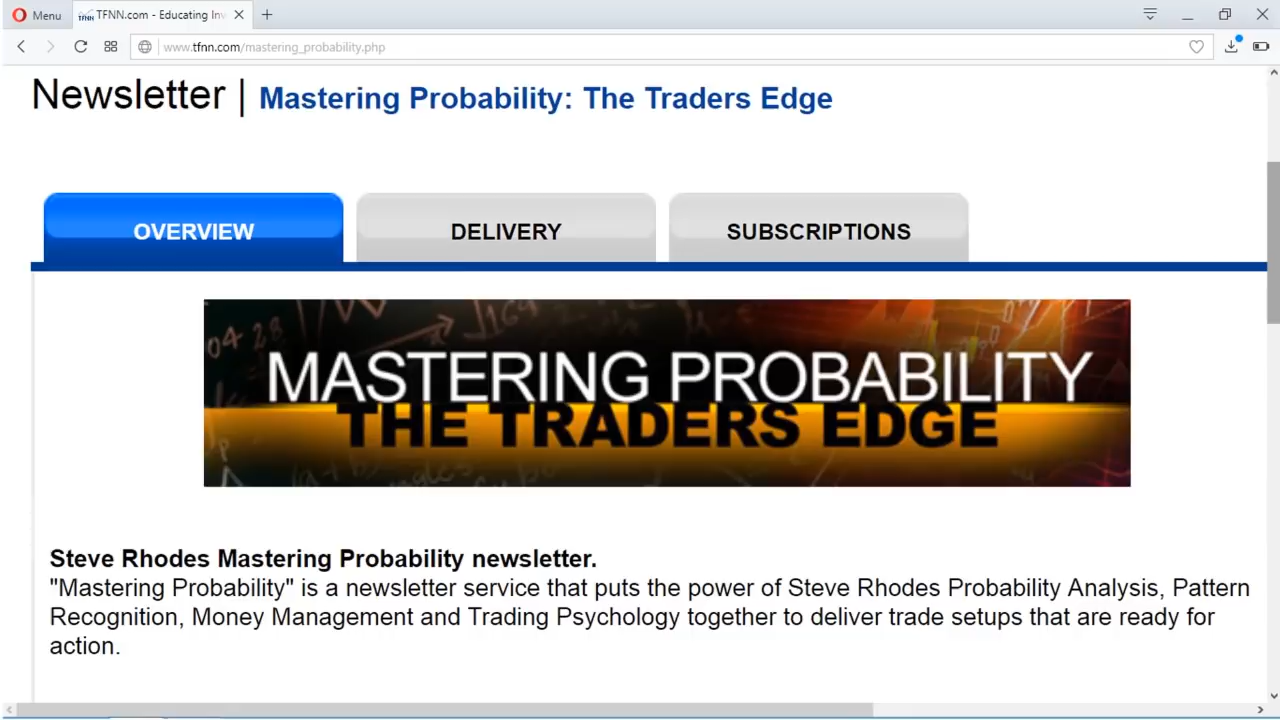 Menu
TFNN.com - Educating Inv
www.tfnn.com/mastering_probability.php
Newsletter | Mastering Probability: The Traders Edge
OVERVIEW
DELIVERY
SUBSCRIPTIONS
MASTERING PROBABILITY
THE TRADERS EDGE
Steve Rhodes Mastering Probability newsletter.
"Mastering Probability" is a newsletter service that puts the power of Steve Rhodes Probability Analysis, Pattern
Recognition, Money Management and Trading Psychology together to deliver trade setups that are ready for
action.